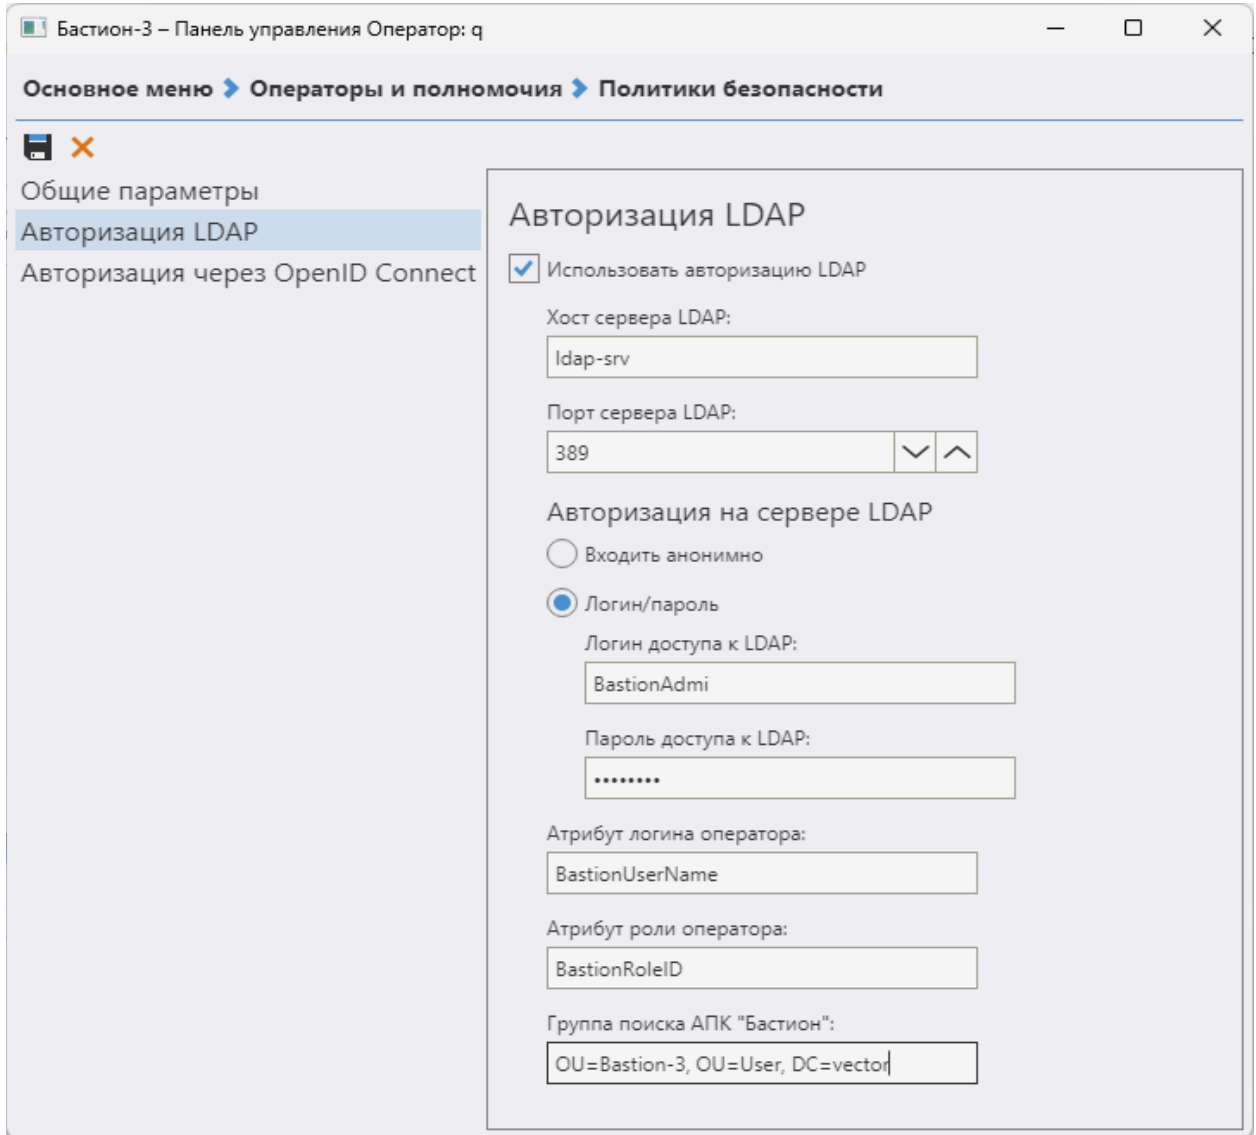 Бастион-3 – Панель управления Оператор: q
Основное меню Операторы и полномочия Политики безопасности
Общие параметры
Авторизация LDAP
Авторизация через OpenID Connect
Авторизация LDAP
Использовать авторизацию LDAP
Хост сервера LDAP:
ldap-srv
Порт сервера LDAP:
389
Авторизация на сервере LDAP
Входить анонимно
Логин/пароль
Логин доступа к LDAP:
BastionAdmi
Пароль доступа к LDAP:
••••••••
Атрибут логина оператора:
BastionUserName
Атрибут роли оператора:
BastionRoleID
Группа поиска АПК "Бастион":
OU=Bastion-3, OU=User, DC=vector